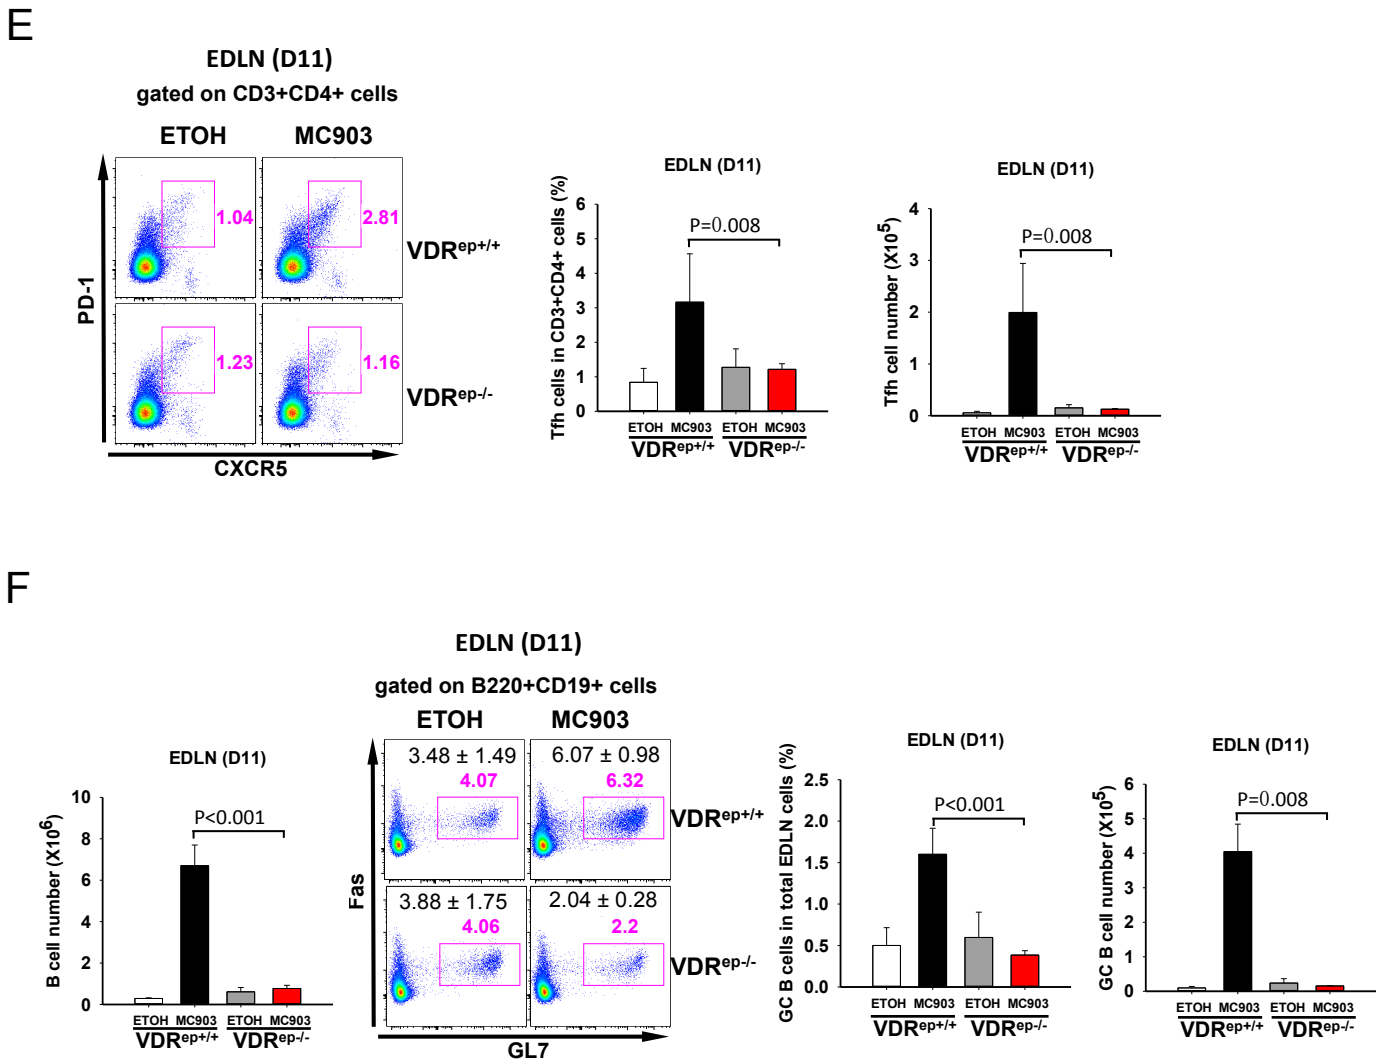 E
EDLN (D11)
gated on CD3+CD4+ cells
ETOH MC903
1.04 2.81
VDRep+/+
1.23 1.16
VDRep-/-
PD-1
CXCR5
EDLN (D11)
Tfh cells in CD3+CD4+ cells (%)
6
5
4
3
2
1
0
P=0.008
ETOH MC903 ETOH MC903
VDRep+/+ VDRep-/-
EDLN (D11)
Tfh cell number (X105)
4
3
2
1
0
P=0.008
ETOH MC903 ETOH MC903
VDRep+/+ VDRep-/-
F
EDLN (D11)
B cell number (X106)
10
8
6
4
2
0
P<0.001
ETOH MC903 ETOH MC903
VDRep+/+ VDRep-/-
EDLN (D11)
gated on B220+CD19+ cells
ETOH MC903
3.48 ± 1.49 6.07 ± 0.98
4.07 6.32
VDRep+/+
3.88 ± 1.75 2.04 ± 0.28
4.06 2.2
VDRep-/-
Fas
GL7
EDLN (D11)
GC B cells in total EDLN cells (%)
2.5
2.0
1.5
1.0
0.5
0.0
P<0.001
ETOH MC903 ETOH MC903
VDRep+/+ VDRep-/-
EDLN (D11)
GC B cell number (X105)
6
5
4
3
2
1
0
P=0.008
ETOH MC903 ETOH MC903
VDRep+/+ VDRep-/-